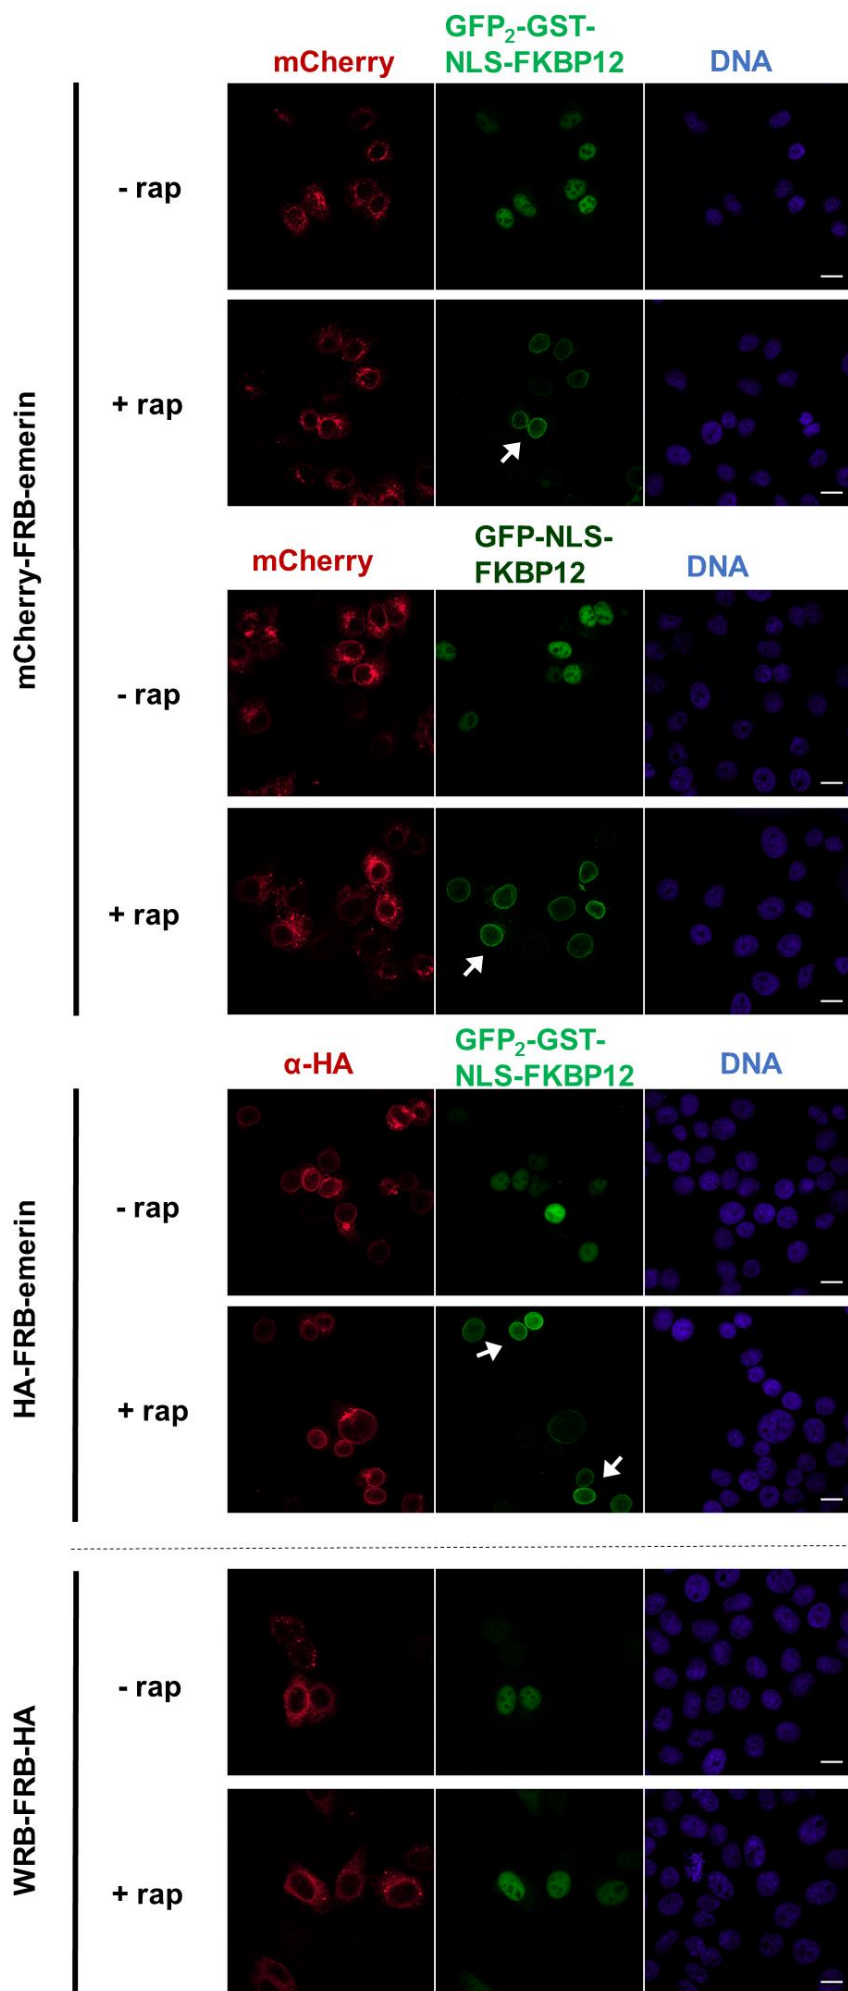 mCherry
GFP₂-GST-
NLS-FKBP12
DNA
mCherry-FRB-emerin
- rap
+ rap
mCherry
GFP-NLS-
FKBP12
DNA
- rap
+ rap
α-HA
GFP₂-GST-
NLS-FKBP12
DNA
HA-FRB-emerin
- rap
+ rap
WRB-FRB-HA
- rap
+ rap